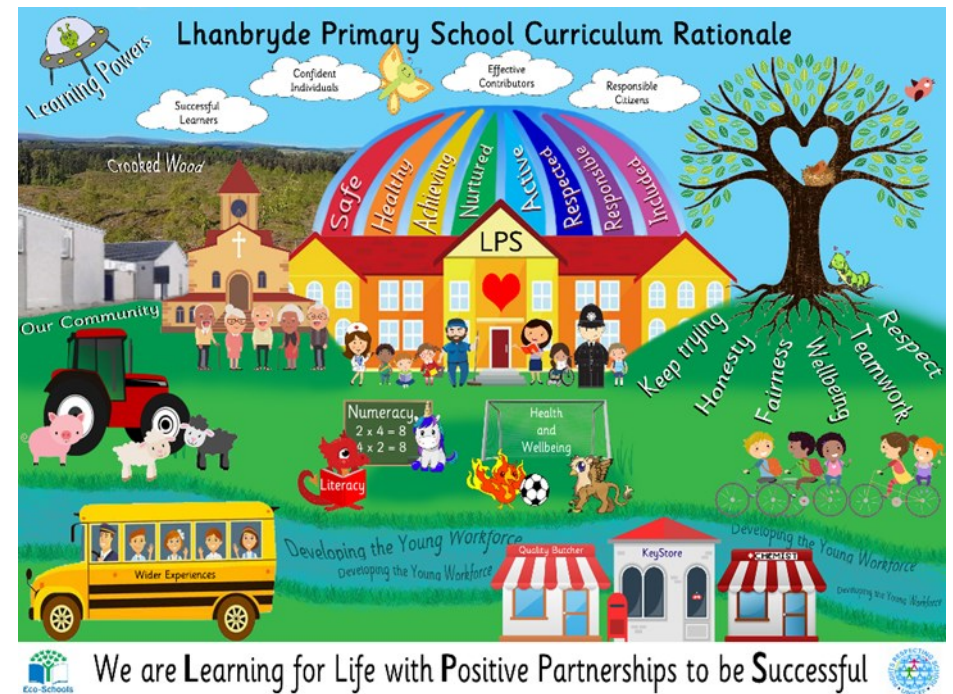 Lhanbryde Primary School Curriculum Rationale
Learning Powers
Successful
Learners
Confident
Individuals
Effective
Contributors
Responsible
Citizens
Crooked Wood
Safe
Healthy
Achieving
Nurtured
Active
Respected
Responsible
Included
LPS
Our Community
Keep trying
Honesty
Fairness
Wellbeing
Teamwork
Respect
Numeracy
2 x 4 = 8
4 x 2 = 8
Literacy
Health
and
Wellbeing
Wider Experiences
Developing the Young Workforce
Developing the Young Workforce
Quality Butcher
KeyStore
CHEMIST
Developing the Young Workforce
Developing the Young Workforce
Eco-Schools
We are Learning for Life with Positive Partnerships to be Successful